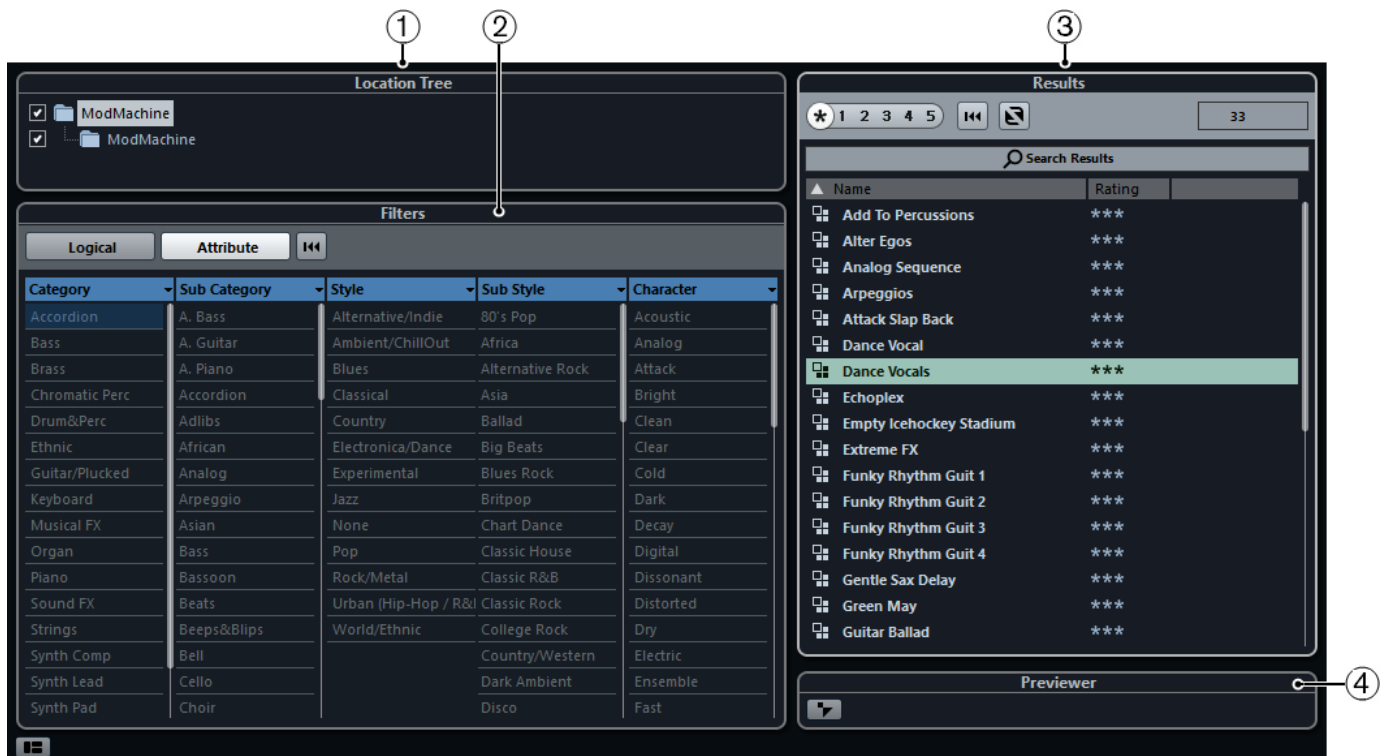 1 2 3 4
Location Tree
ModMachine
ModMachine
Filters
Logical Attribute
Category Sub Category Style Sub Style Character
Accordion A. Bass Alternative/Indie 80's Pop Acoustic
Bass A. Guitar Ambient/ChillOut Africa Analog
Brass A. Piano Blues Alternative Rock Attack
Chromatic Perc Accordion Classical Asia Bright
Drum&Perc Adlibs Country Ballad Clean
Ethnic African Electronica/Dance Big Beats Clear
Guitar/Plucked Analog Experimental Blues Rock Cold
Keyboard Arpeggio Jazz Britpop Dark
Musical FX Asian None Chart Dance Decay
Organ Bass Pop Classic House Digital
Piano Bassoon Rock/Metal Classic R&B Dissonant
Sound FX Beats Urban (Hip-Hop / R&I Classic Rock Distorted
Strings Beeps&Blips World/Ethnic College Rock Dry
Synth Comp Bell Country/Western Electric
Synth Lead Cello Dark Ambient Ensemble
Synth Pad Choir Disco Fast
Results
* 1 2 3 4 5 33
Search Results
Name Rating
Add To Percussions ***
Alter Egos ***
Analog Sequence ***
Arpeggios ***
Attack Slap Back ***
Dance Vocal ***
Dance Vocals ***
Echoplex ***
Empty Icehockey Stadium ***
Extreme FX ***
Funky Rhythm Guit 1 ***
Funky Rhythm Guit 2 ***
Funky Rhythm Guit 3 ***
Funky Rhythm Guit 4 ***
Gentle Sax Delay ***
Green May ***
Guitar Ballad ***
Previewer